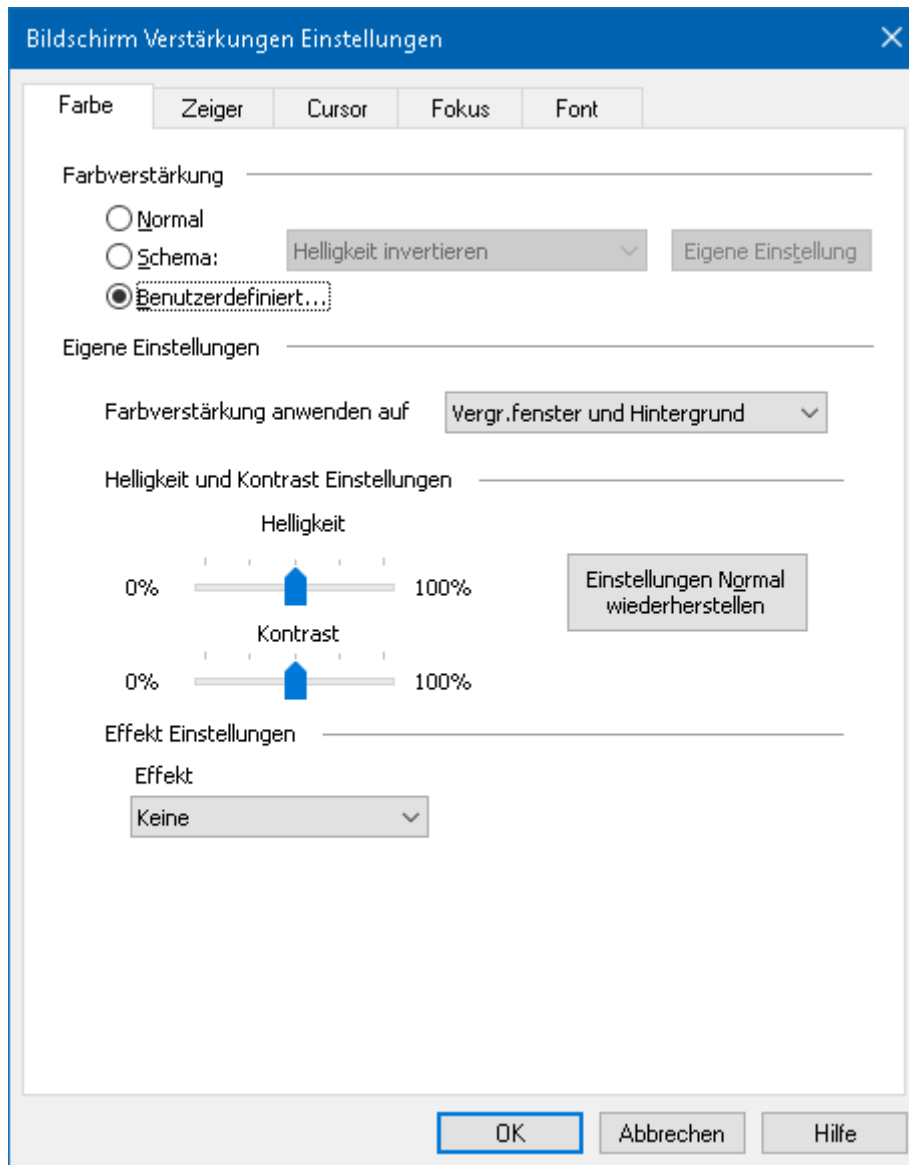 Bildschirm Verstärkungen Einstellungen
Farbe Zeiger Cursor Fokus Font
Farbverstärkung
Normal
Schema: Helligkeit invertieren Eigene Einstellung
Benutzerdefiniert...
Eigene Einstellungen
Farbverstärkung anwenden auf Vergr.fenster und Hintergrund
Helligkeit und Kontrast Einstellungen
Helligkeit
0% 100%
Einstellungen Normal
wiederherstellen
Kontrast
0% 100%
Effekt Einstellungen
Effekt
Keine
OK Abbrechen Hilfe